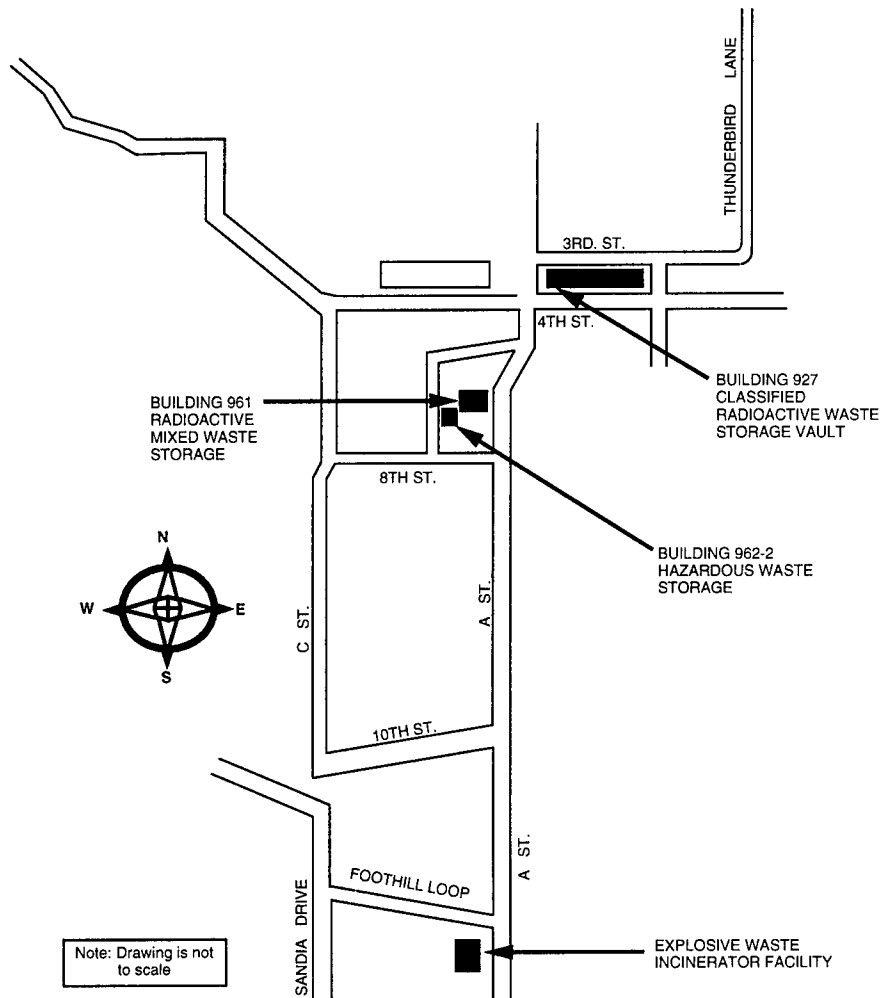 THUNDERBIRD LANE
3RD. ST.
4TH ST.
BUILDING 927
CLASSIFIED
RADIOACTIVE WASTE
STORAGE VAULT
BUILDING 961
RADIOACTIVE
MIXED WASTE
STORAGE
8TH ST.
BUILDING 962-2
HAZARDOUS WASTE
STORAGE
N
W
E
S
C ST.
A ST.
10TH ST.
A ST.
FOOTHILL LOOP
SANDIA DRIVE
EXPLOSIVE WASTE
INCINERATOR FACILITY
Note: Drawing is not
to scale